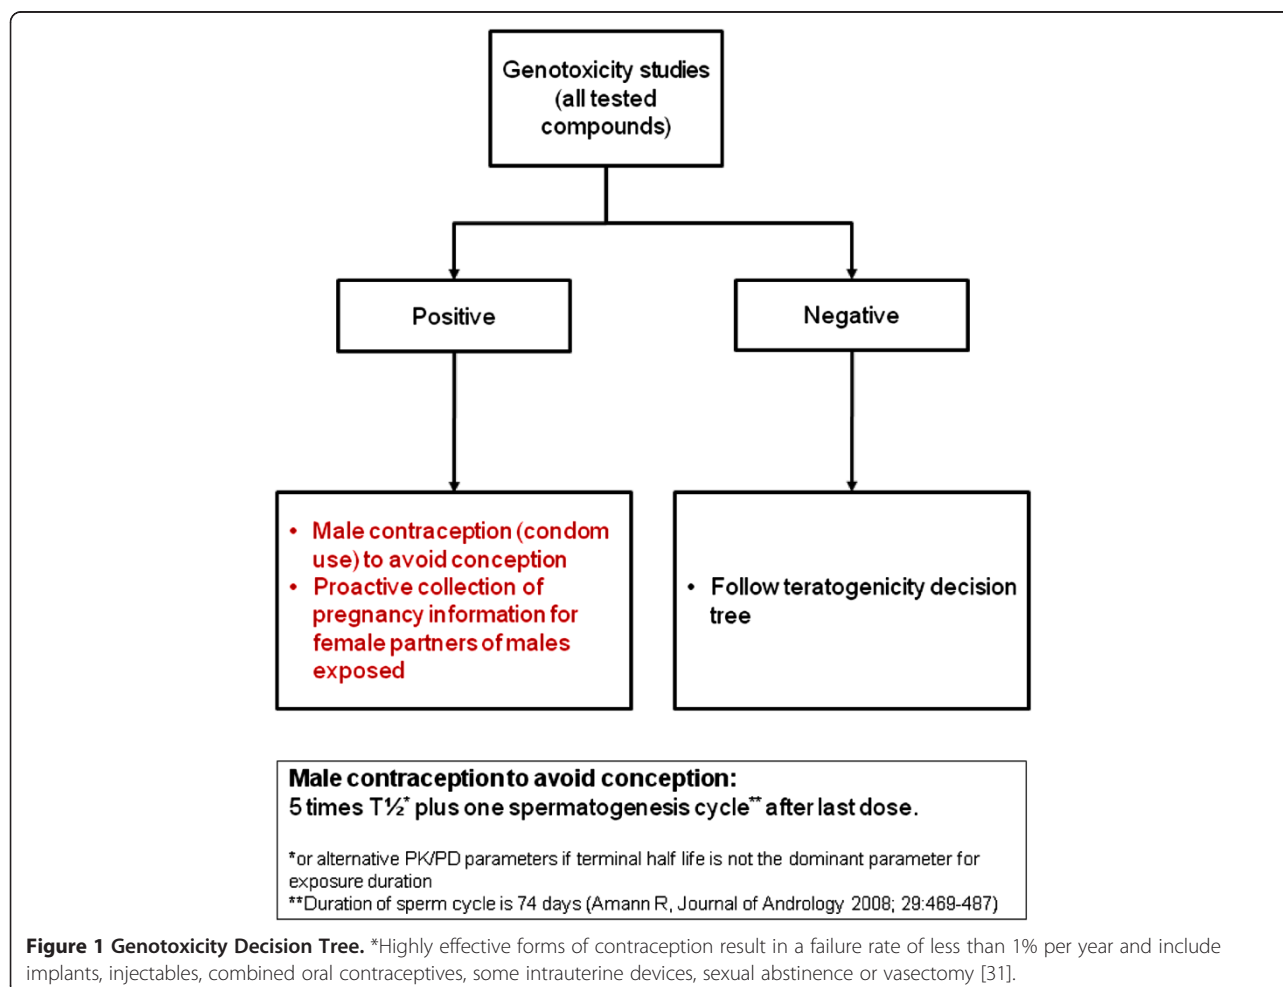 Genotoxicity studies
(all tested
compounds)
Positive
Negative
• Male contraception (condom
use) to avoid conception
• Proactive collection of
pregnancy information for
female partners of males
exposed
• Follow teratogenicity decision
tree
Male contraception to avoid conception:
5 times T½* plus one spermatogenesis cycle** after last dose.
*or alternative PK/PD parameters if terminal half life is not the dominant parameter for
exposure duration
**Duration of sperm cycle is 74 days (Amann R, Journal of Andrology 2008; 29:469-487)
Figure 1 Genotoxicity Decision Tree. *Highly effective forms of contraception result in a failure rate of less than 1% per year and include
implants, injectables, combined oral contraceptives, some intrauterine devices, sexual abstinence or vasectomy [31].